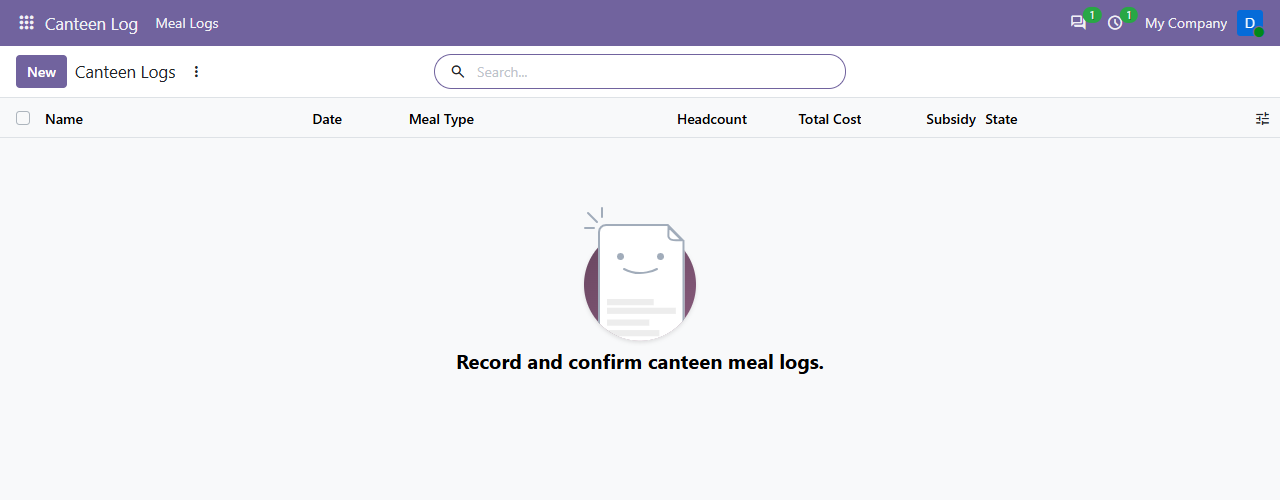 Canteen Log Meal Logs 1 1 My Company D
New Canteen Logs Search...
Name Date Meal Type Headcount Total Cost Subsidy State
Record and confirm canteen meal logs.